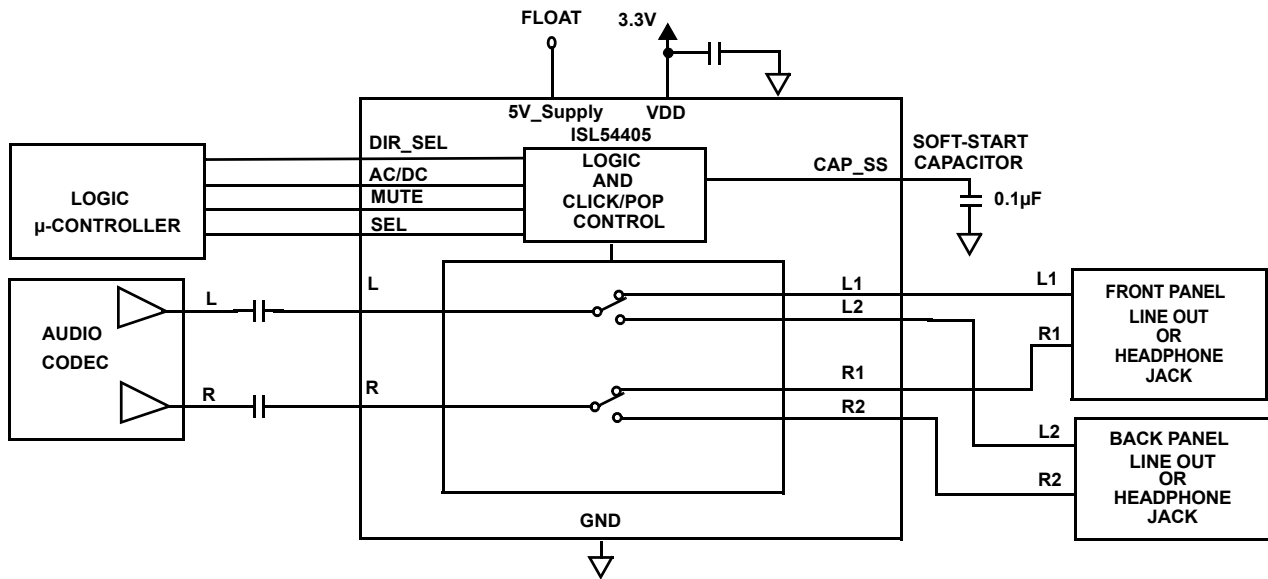 FLOAT
3.3V
5V_Supply
VDD
ISL54405
LOGIC
µ-CONTROLLER
DIR_SEL
AC/DC
MUTE
SEL
LOGIC
AND
CLICK/POP
CONTROL
CAP_SS
SOFT-START
CAPACITOR
0.1µF
AUDIO
CODEC
L
R
L
R
L1
L2
R1
R2
L1
R1
FRONT PANEL
LINE OUT
OR
HEADPHONE
JACK
L2
R2
BACK PANEL
LINE OUT
OR
HEADPHONE
JACK
GND